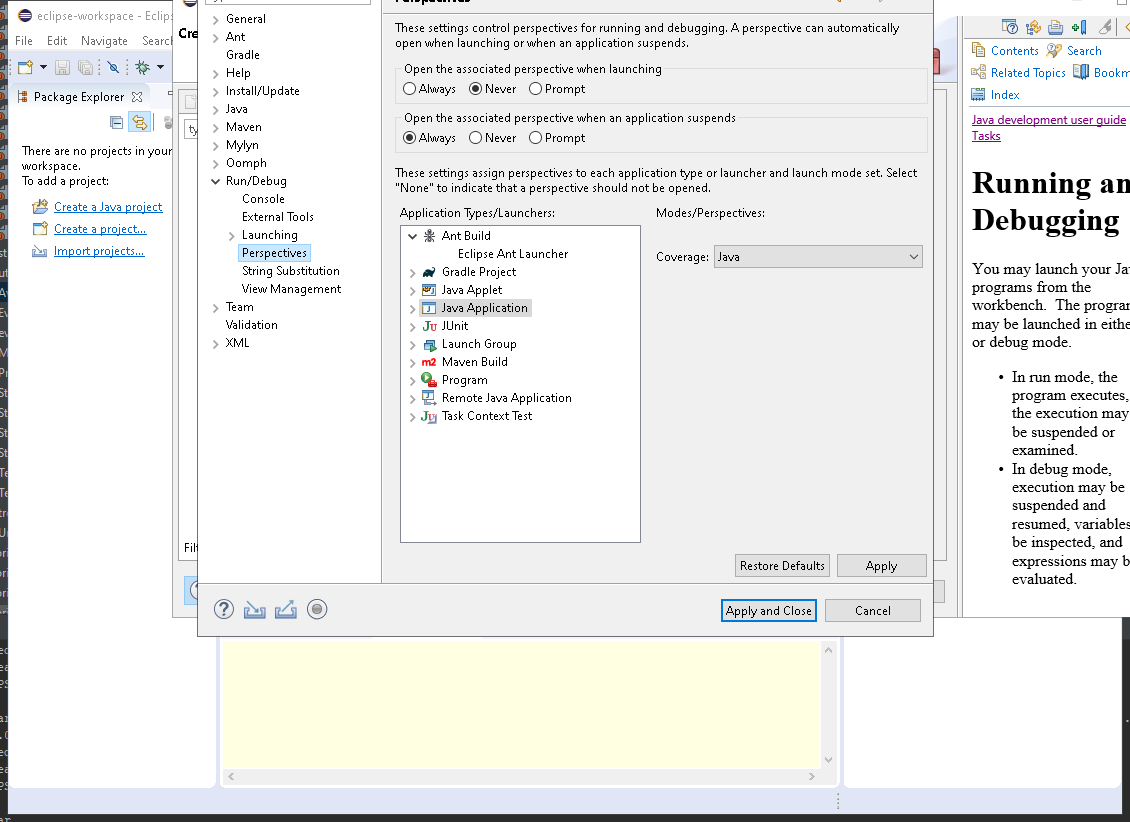 eclipse-workspace - Eclips
File
Edit
Navigate
Search
Package Explorer
There are no projects in your
workspace.
To add a project:
Create a Java project
Create a project...
Import projects...
Cre
Filt
General
Ant
Gradle
Help
Install/Update
Java
Maven
Mylyn
Oomph
Run/Debug
Console
External Tools
Launching
Perspectives
String Substitution
View Management
Team
Validation
XML
Perspectives
These settings control perspectives for running and debugging. A perspective can automatically
open when launching or when an application suspends.
Open the associated perspective when launching
Always
Never
Prompt
Open the associated perspective when an application suspends
Always
Never
Prompt
These settings assign perspectives to each application type or launcher and launch mode set. Select
"None" to indicate that a perspective should not be opened.
Application Types/Launchers:
Ant Build
Eclipse Ant Launcher
Gradle Project
Java Applet
Java Application
JUnit
Launch Group
m2 Maven Build
Program
Remote Java Application
Task Context Test
Modes/Perspectives:
Coverage:
Java
Restore Defaults
Apply
Apply and Close
Cancel
Contents
Search
Related Topics
Bookm
Index
Java development user guide
Tasks
Running an
Debugging
You may launch your Jav
programs from the
workbench. The program
may be launched in eithe
or debug mode.
• In run mode, the
program executes,
the execution may
be suspended or
examined.
• In debug mode,
execution may be
suspended and
resumed, variables
be inspected, and
expressions may b
evaluated.